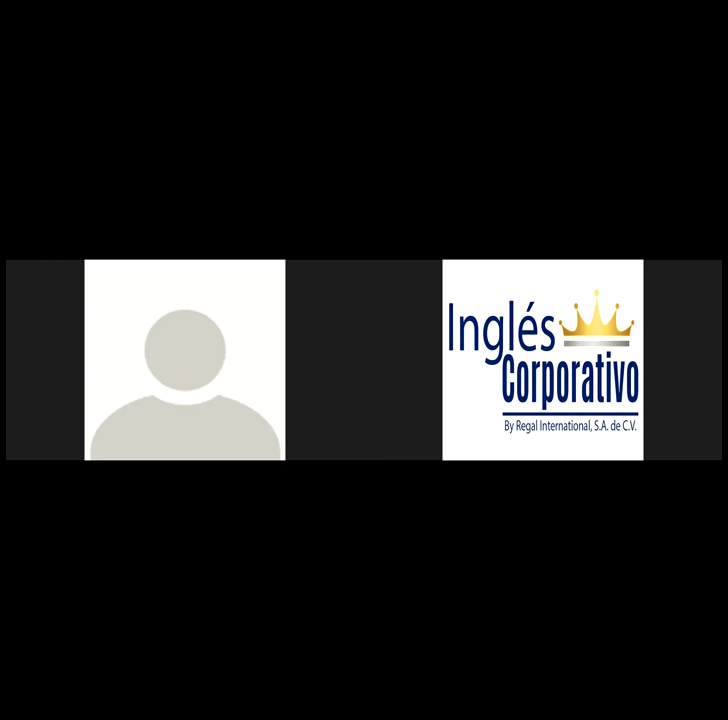 Inglés
Corporativo
By Regal International, S.A. de C.V.